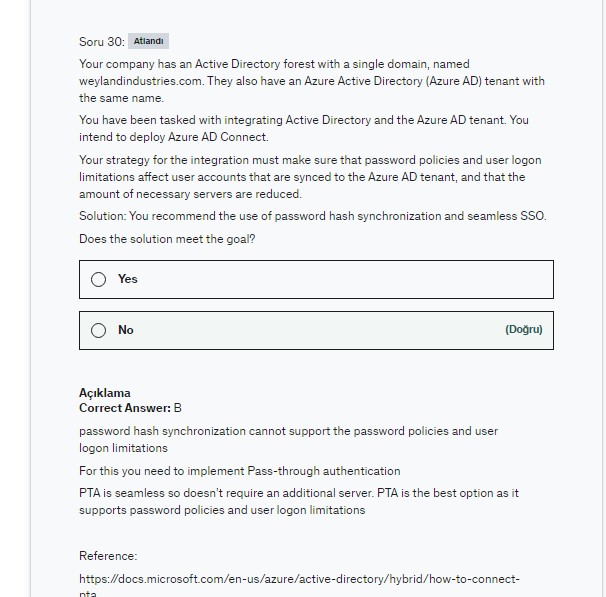 Soru 30: Atlandı
Your company has an Active Directory forest with a single domain, named
weylandindustries.com. They also have an Azure Active Directory (Azure AD) tenant with
the same name.
You have been tasked with integrating Active Directory and the Azure AD tenant. You
intend to deploy Azure AD Connect.
Your strategy for the integration must make sure that password policies and user logon
limitations affect user accounts that are synced to the Azure AD tenant, and that the
amount of necessary servers are reduced.
Solution: You recommend the use of password hash synchronization and seamless SSO.
Does the solution meet the goal?
Yes
No (Doğru)
Açıklama
Correct Answer: B
password hash synchronization cannot support the password policies and user
logon limitations
For this you need to implement Pass-through authentication
PTA is seamless so doesn't require an additional server. PTA is the best option as it
supports password policies and user logon limitations
Reference:
https://docs.microsoft.com/en-us/azure/active-directory/hybrid/how-to-connect-
pta